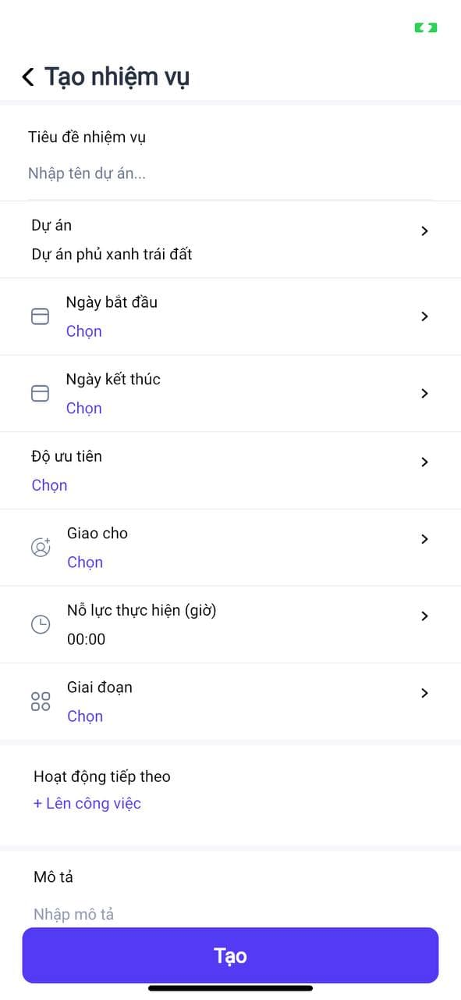 Tạo nhiệm vụ
Tiêu đề nhiệm vụ
Nhập tên dự án...
Dự án
Dự án phủ xanh trái đất
Ngày bắt đầu
Chọn
Ngày kết thúc
Chọn
Độ ưu tiên
Chọn
Giao cho
Chọn
Nỗ lực thực hiện (giờ)
00:00
Giai đoạn
Chọn
Hoạt động tiếp theo
+ Lên công việc
Mô tả
Nhập mô tả
Tạo